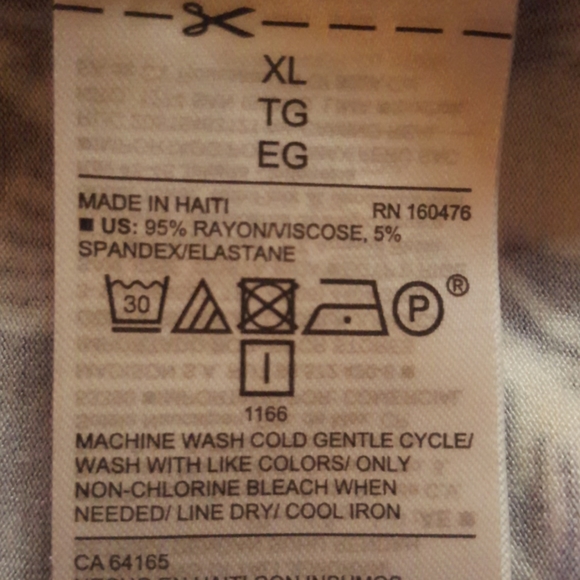 XL
TG
EG
MADE IN HAITI RN 160476
■ US: 95% RAYON/VISCOSE, 5%
SPANDEX/ELASTANE
30 P ®
1166
MACHINE WASH COLD GENTLE CYCLE/
WASH WITH LIKE COLORS/ ONLY
NON-CHLORINE BLEACH WHEN
NEEDED/ LINE DRY/ COOL IRON
CA 64165